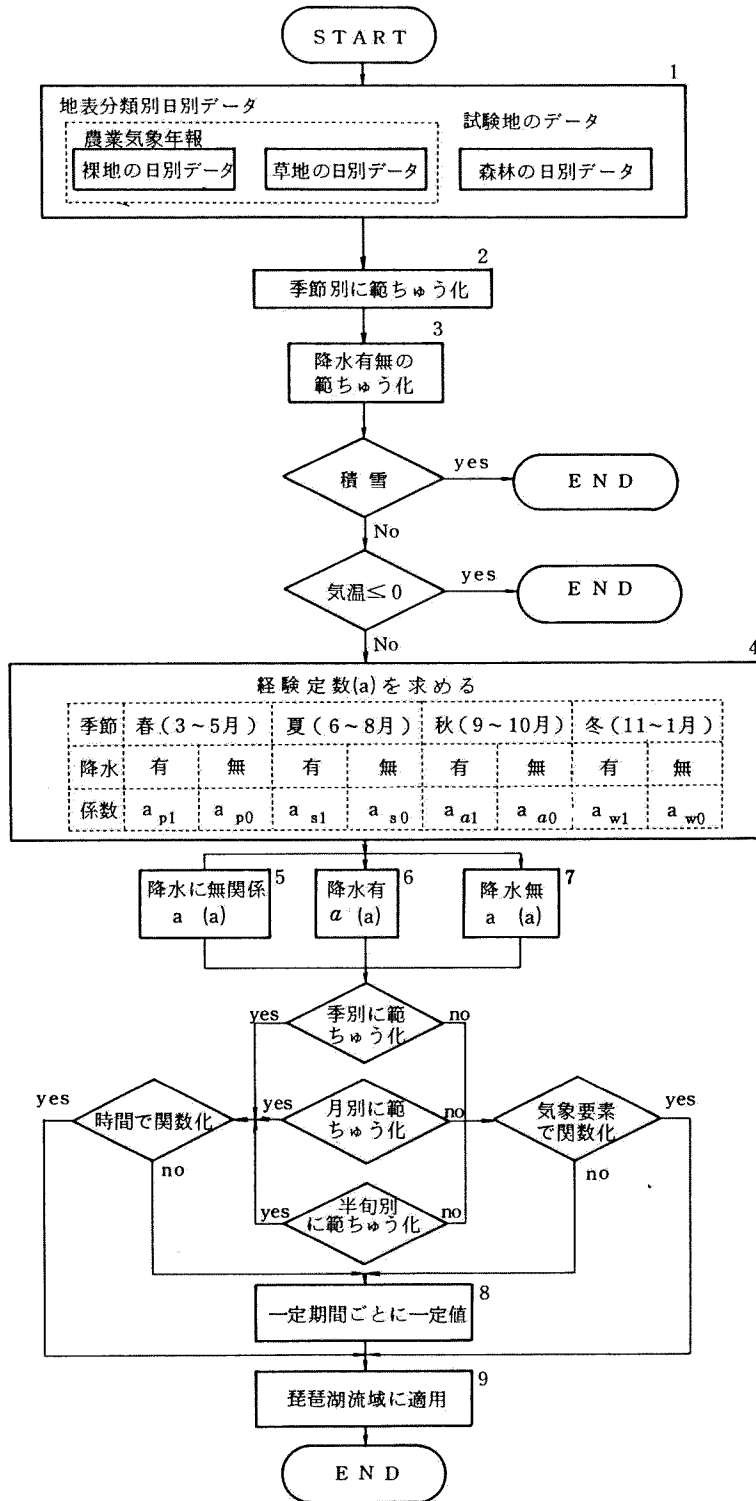 START
1
地表分類別日別データ
試験地のデータ
農業気象年報
裸地の日別データ
草地の日別データ
森林の日別データ
2
季節別に範ちゅう化
3
降水有無の
範ちゅう化
積雪
yes
END
No
気温≦0
yes
END
No
4
経験定数(a)を求める
季節 春(3~5月) 夏(6~8月) 秋(9~10月) 冬(11~1月)
降水 有 無 有 無 有 無 有 無
係数 a p1 a p0 a s1 a s0 a a1 a a0 a w1 a w0
5
降水に無関係
a (a)
6
降水有
a (a)
7
降水無
a (a)
yes
季別に範
ちゅう化
no
yes
時間で関数化
no
yes
月別に範
ちゅう化
no
気象要素
で関数化
yes
no
yes
半旬別
に範ちゅう化
no
8
一定期間ごとに一定値
9
琵琶湖流域に適用
END